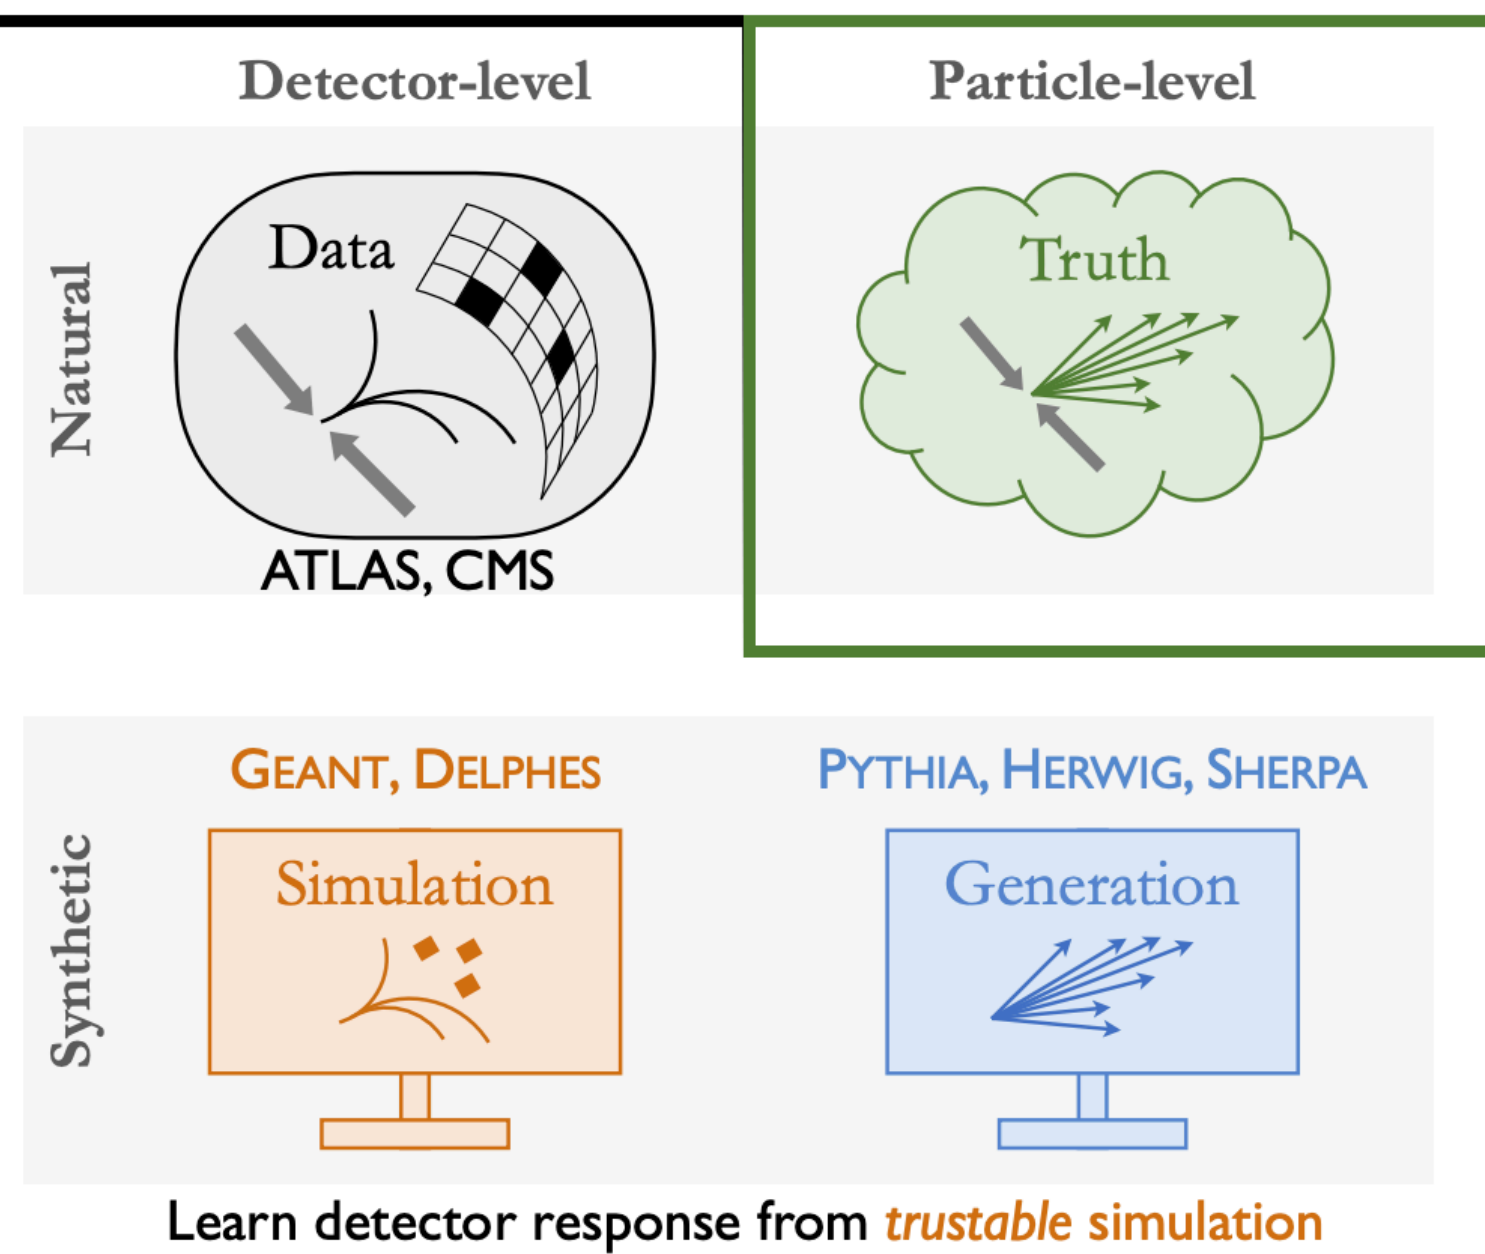 Detector-level
Particle-level
Natural
Data
Truth
ATLAS, CMS
Synthetic
GEANT, DELPHES
PYTHIA, HERWIG, SHERPA
Simulation
Generation
Learn detector response from trustable simulation